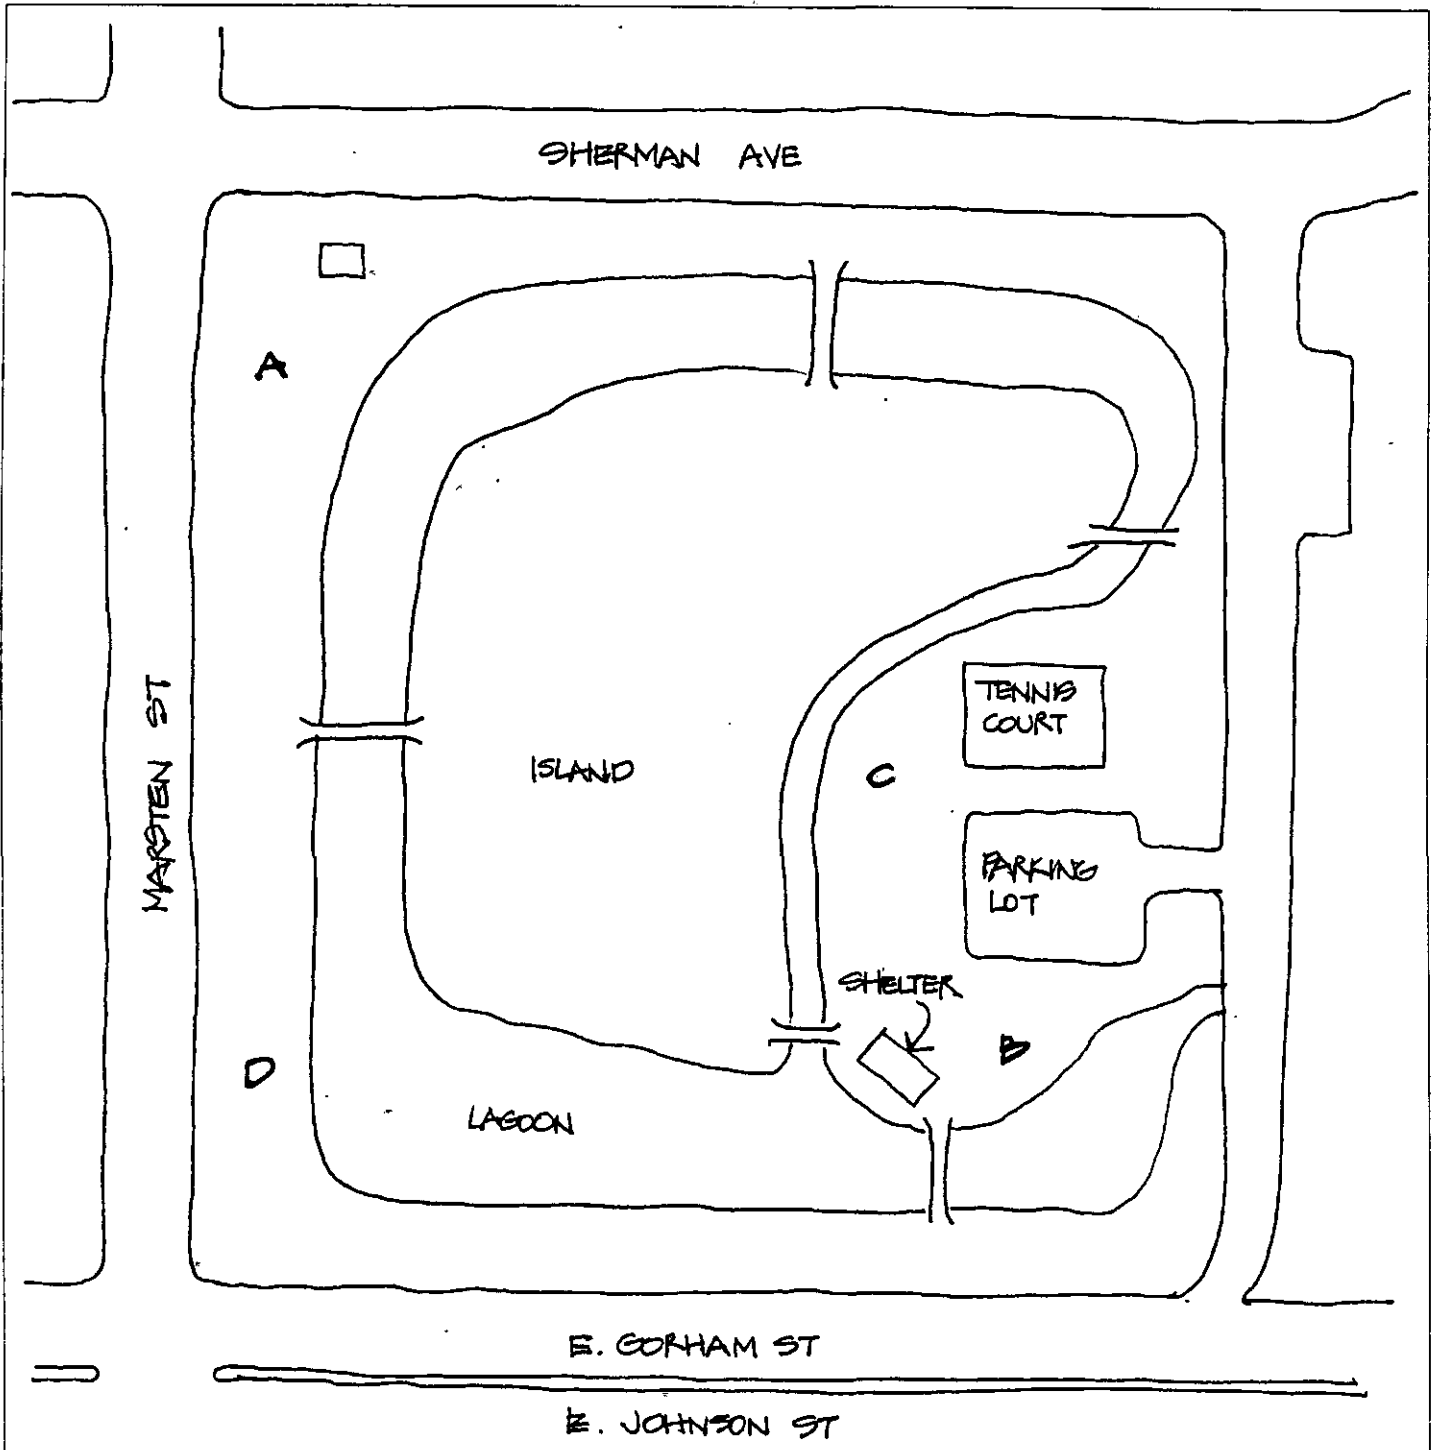 SHERMAN AVE
A
TENNIS
COURT
MARSTEN ST
ISLAND
C
PARKING
LOT
SHELTER
B
D
LAGOON
E. GORHAM ST
E. JOHNSON ST